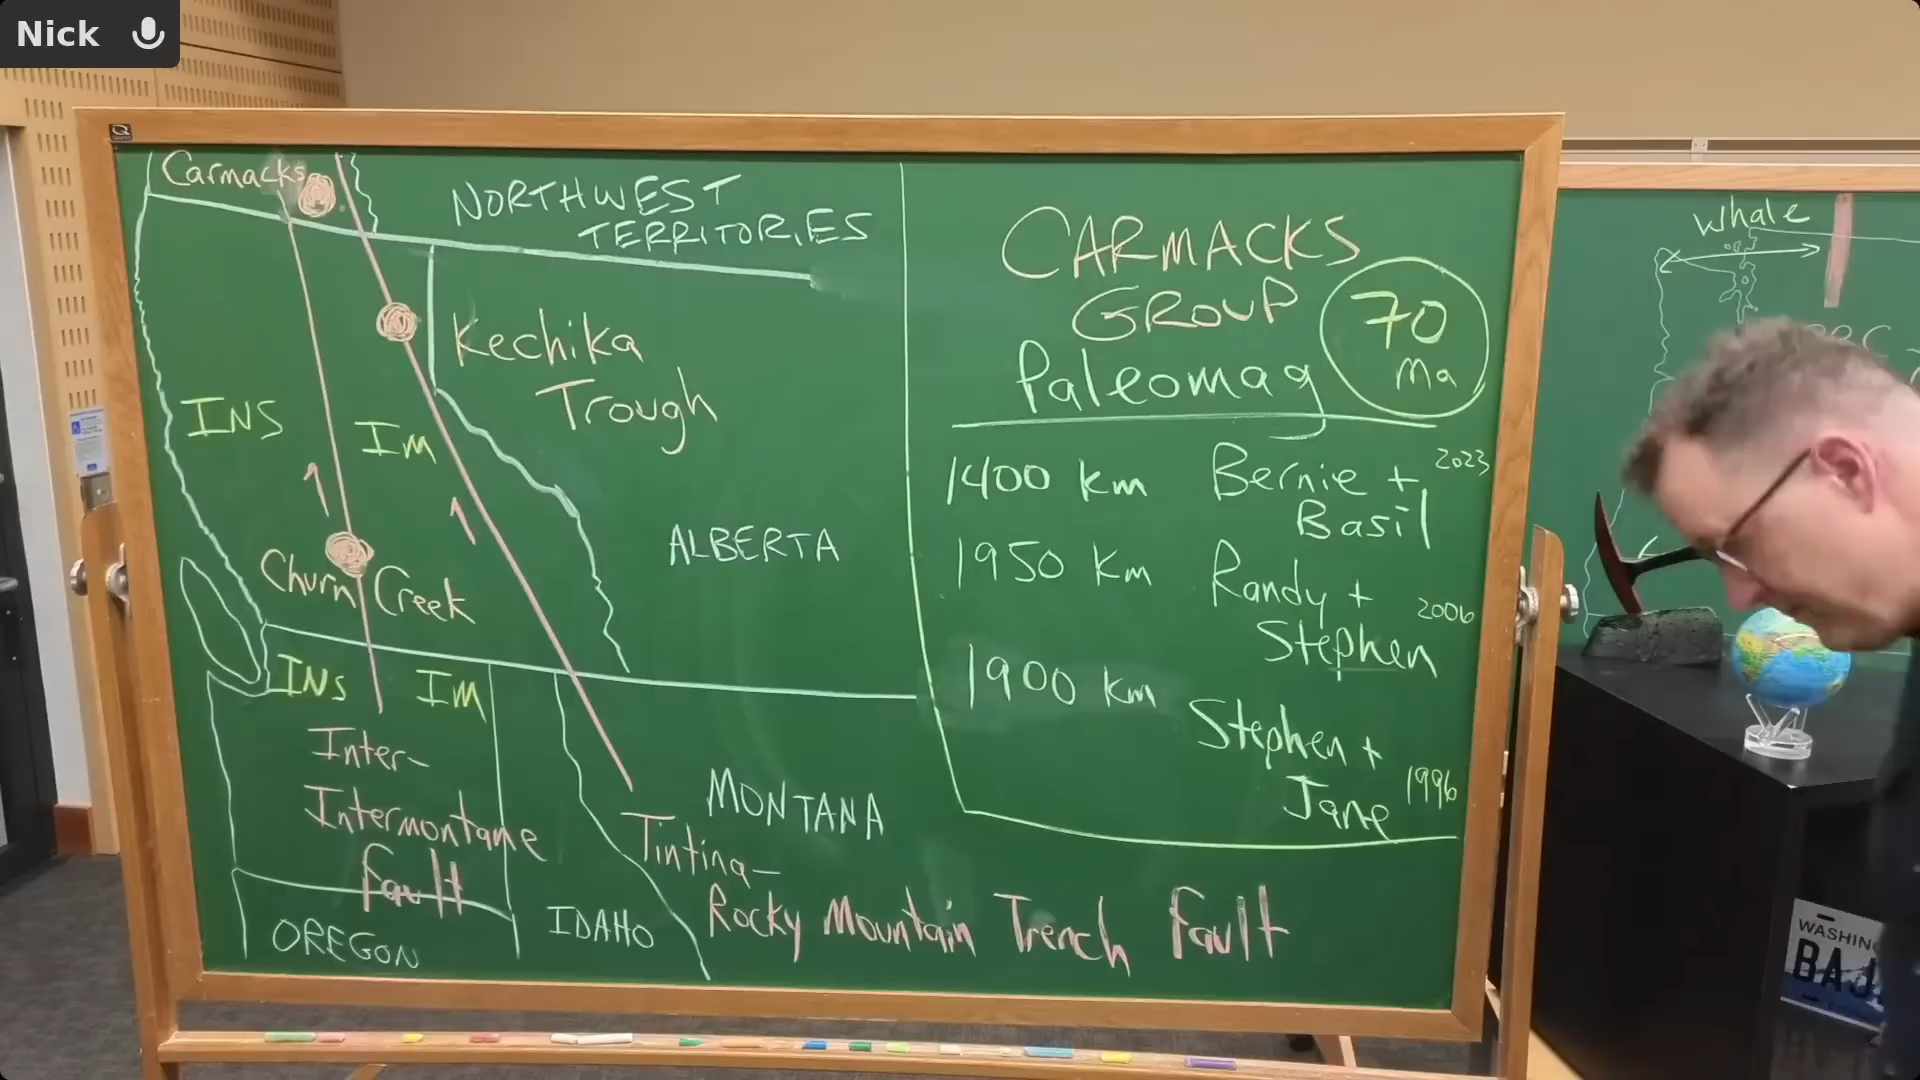 Nick
Carmacks
NORTHWEST
TERRITORIES
Kechika
Trough
INS
Im
ALBERTA
Churn Creek
INs
Im
Inter-
Intermontane
Fault
MONTANA
Tintina-
Rocky Mountain Trench Fault
OREGON
IDAHO
CARMACKS
GROUP
Paleomag
70
Ma
1400 km Bernie + 2023
Basil
1950 Km Randy + 2006
Stephen
1900 km Stephen +
Jane 1996
whale
WASHIN
BAJ